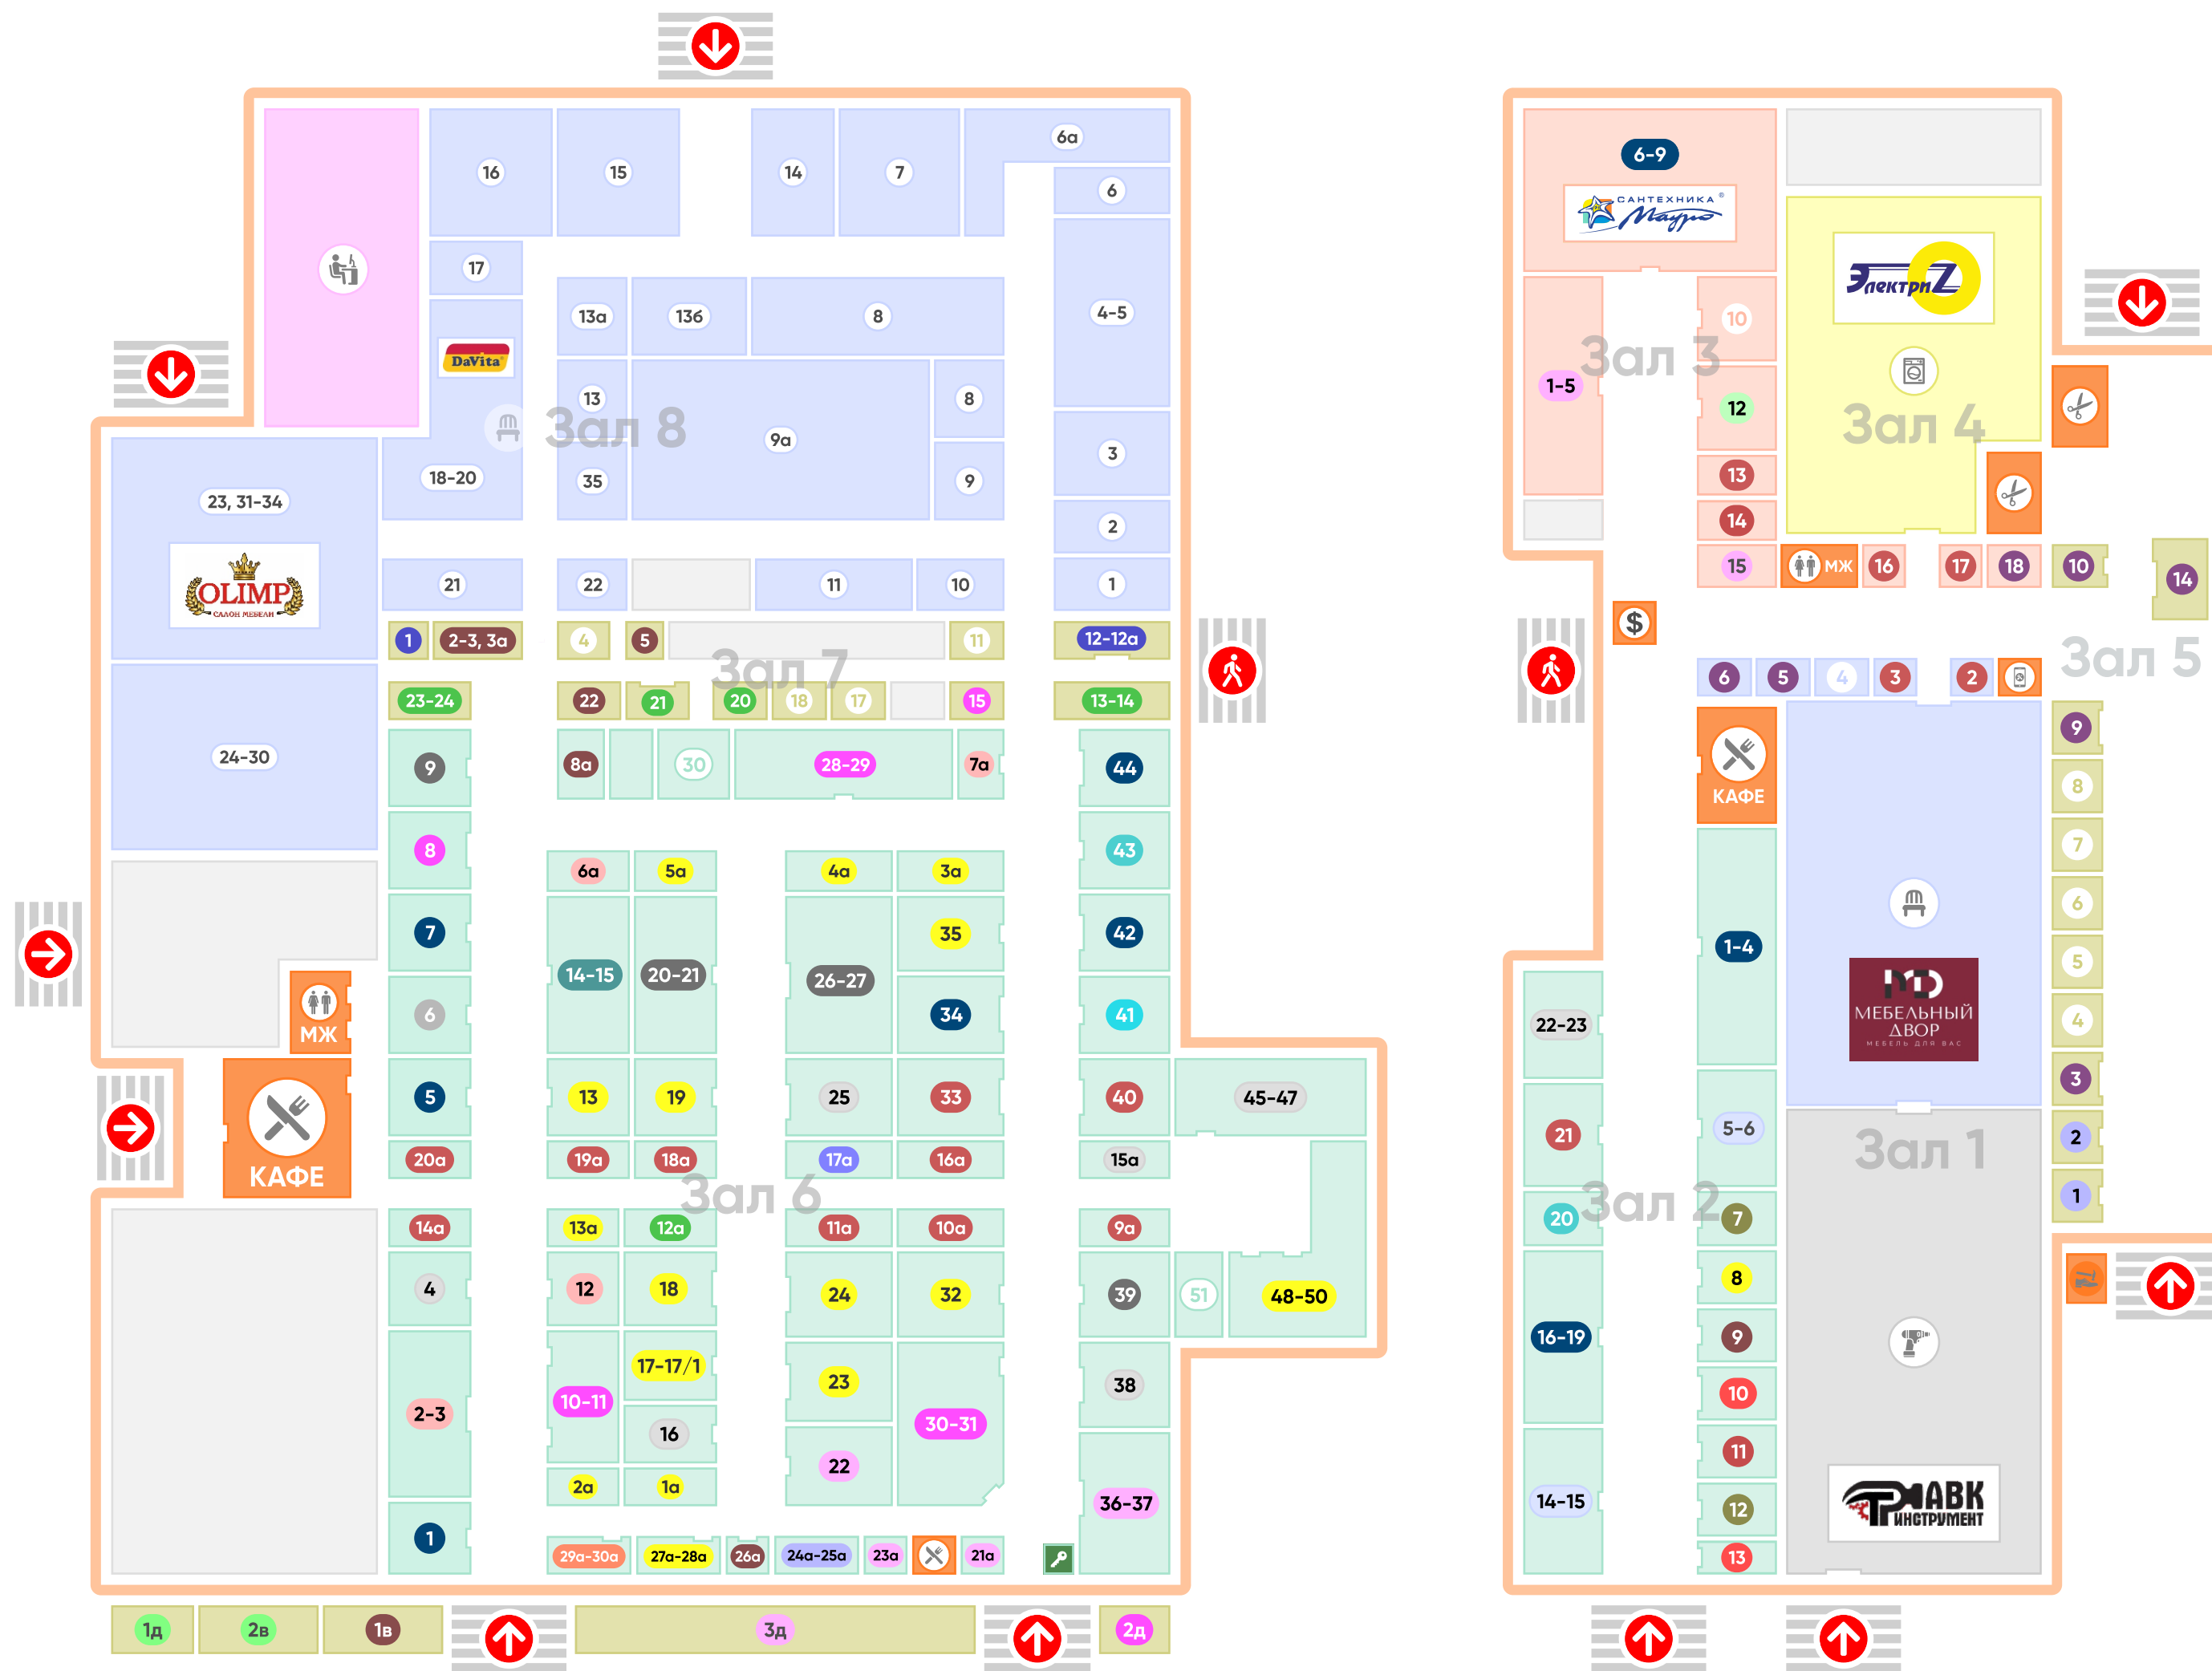 6а
16
15
14
7
6
17
13а
13б
8
4-5
DaVita
13
8
Зал 8
9а
3
18-20
35
9
23, 31-34
2
OLIMP
САЛОН МЕБЕЛИ
21
22
11
10
1
1
2-3, 3а
4
5
11
12-12а
Зал 7
23-24
22
21
20
18
17
15
13-14
24-30
9
8а
30
28-29
7а
44
8
43
6а
5а
4а
3а
7
35
42
14-15
20-21
26-27
6
34
41
МЖ
5
13
19
25
33
40
45-47
КАФЕ
20а
19а
18а
17а
16а
15а
Зал 6
14а
13а
12а
11а
10а
9а
4
12
18
24
32
39
51
48-50
17-17/1
23
38
2-3
10-11
30-31
16
22
36-37
2а
1а
1
29а-30а
27а-28а
26а
24а-25а
23а
21а
1д
2в
1в
3д
2д
6-9
САНТЕХНИКА
Мауро
ЭлектриZ
10
Зал 3
1-5
12
Зал 4
13
14
15
МЖ
16
17
18
10
14
$
Зал 5
6
5
4
3
2
9
КАФЕ
8
7
6
1-4
5
МЕБЕЛЬНЫЙ
ДВОР
МЕБЕЛЬ ДЛЯ ВАС
4
22-23
3
5-6
21
Зал 1
2
Зал 2
1
20
7
8
16-19
9
10
11
14-15
12
АВК
ИНСТРУМЕНТ
13